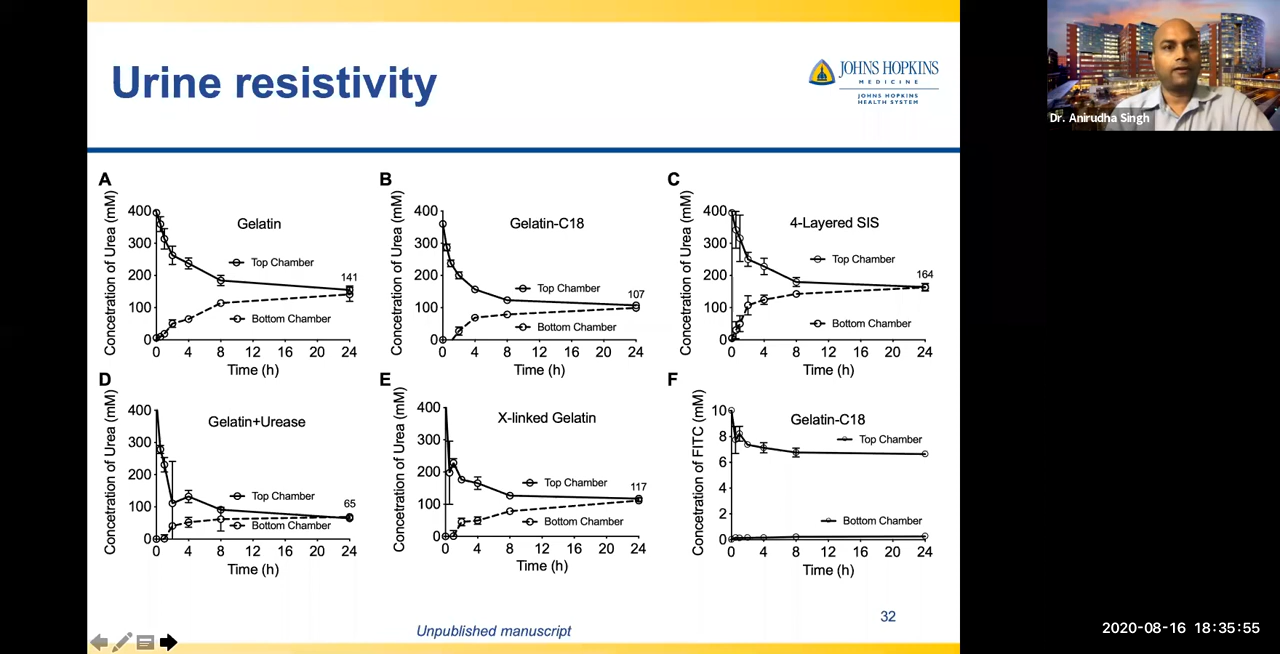 Urine resistivity
JOHNS HOPKINS
MEDICINE
JOHNS HOPKINS
HEALTH SYSTEM
Dr. Anirudha Singh
A
Concetration of Urea (mM)
400
300
200
100
0
Gelatin
Top Chamber
141
Bottom Chamber
0 4 8 12 16 20 24
Time (h)
B
Concetration of Urea (mM)
400
300
200
100
0
Gelatin-C18
Top Chamber
107
Bottom Chamber
0 4 8 12 16 20 24
Time (h)
C
Concetration of Urea (mM)
400
300
200
100
0
4-Layered SIS
Top Chamber
164
Bottom Chamber
0 4 8 12 16 20 24
Time (h)
D
Concetration of Urea (mM)
400
300
200
100
0
Gelatin+Urease
Top Chamber
65
Bottom Chamber
0 4 8 12 16 20 24
Time (h)
E
Concetration of Urea (mM)
400
300
200
100
0
X-linked Gelatin
Top Chamber
117
Bottom Chamber
0 4 8 12 16 20 24
Time (h)
F
Concetration of FITC (mM)
10
8
6
4
2
0
Gelatin-C18
Top Chamber
Bottom Chamber
0 4 8 12 16 20 24
Time (h)
32
Unpublished manuscript
2020-08-16 18:35:55